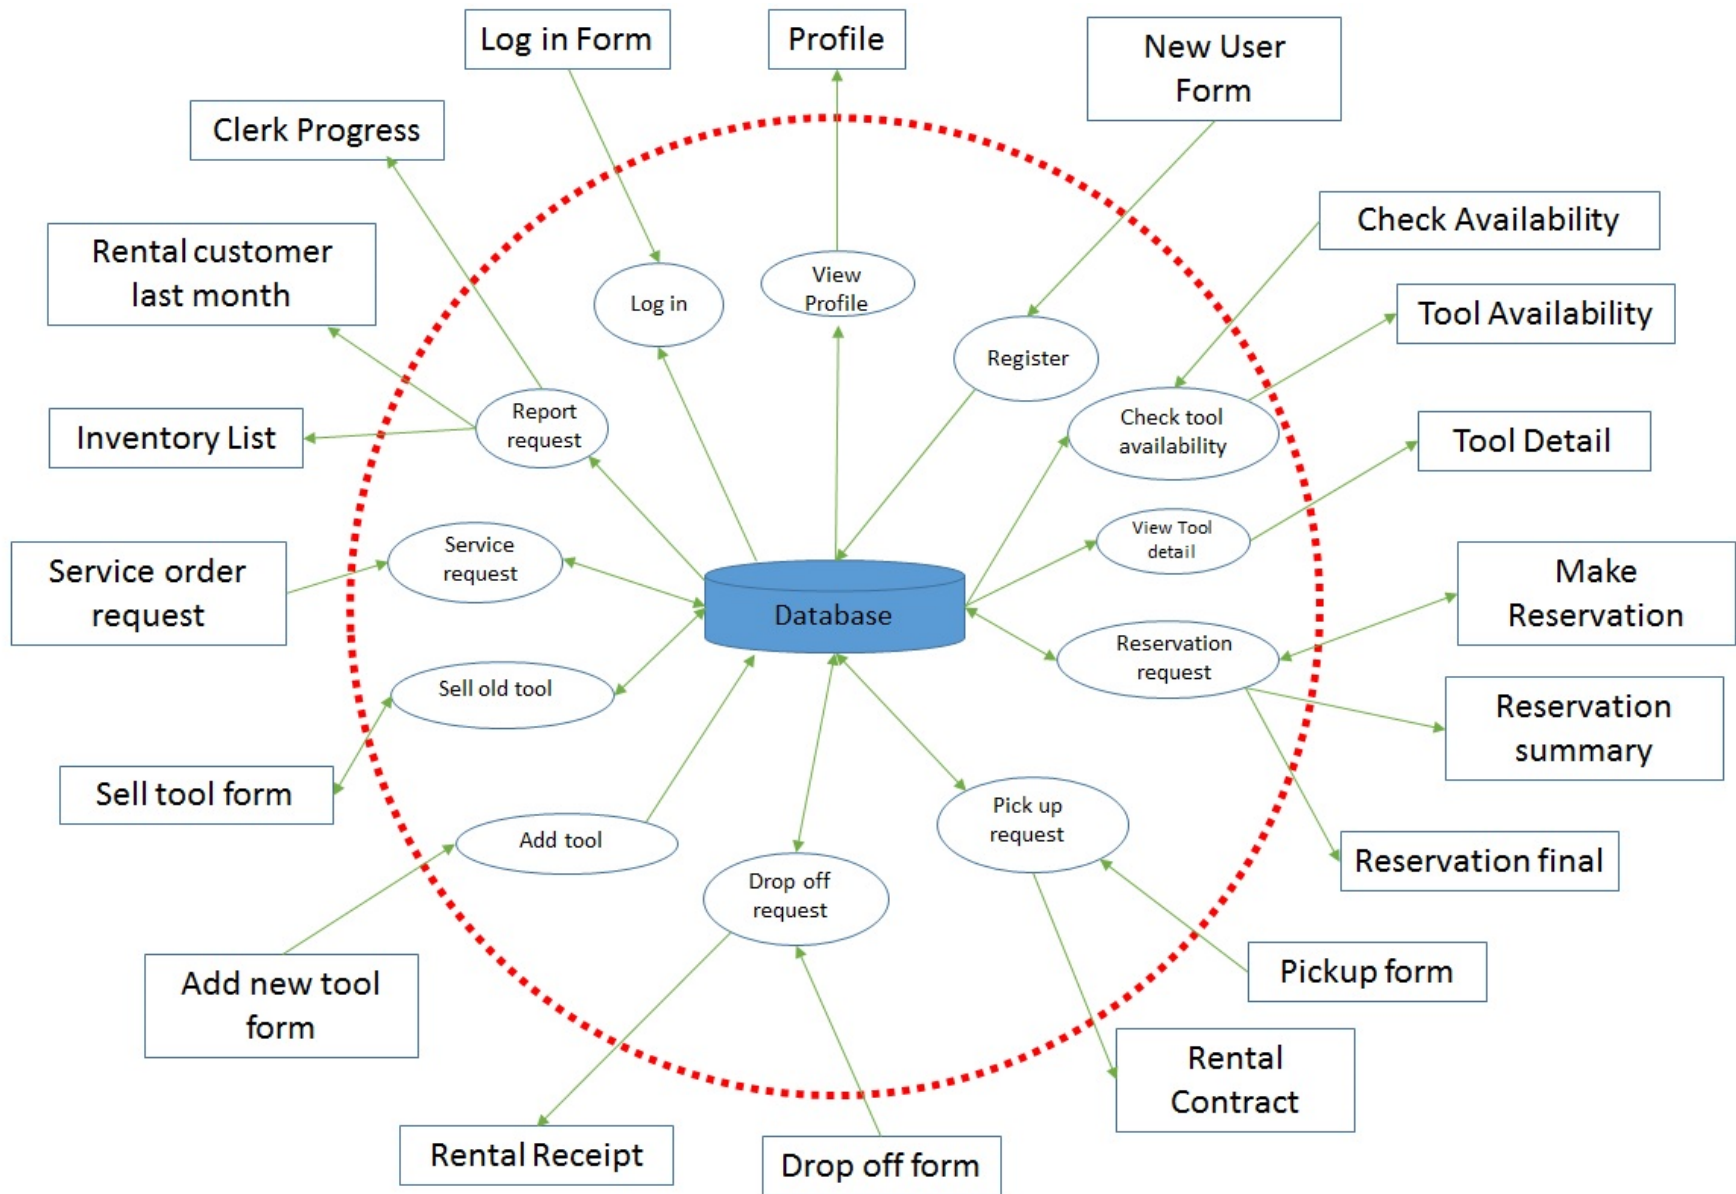 Log in Form
Profile
New User
Form
Clerk Progress
Check Availability
Rental customer
last month
View
Profile
Log in
Tool Availability
Register
Report
request
Check tool
availability
Inventory List
Tool Detail
Service
request
View Tool
detail
Service order
request
Make
Reservation
Database
Reservation
request
Sell old tool
Reservation
summary
Sell tool form
Pick up
request
Add tool
Reservation final
Drop off
request
Add new tool
form
Pickup form
Rental
Contract
Rental Receipt
Drop off form